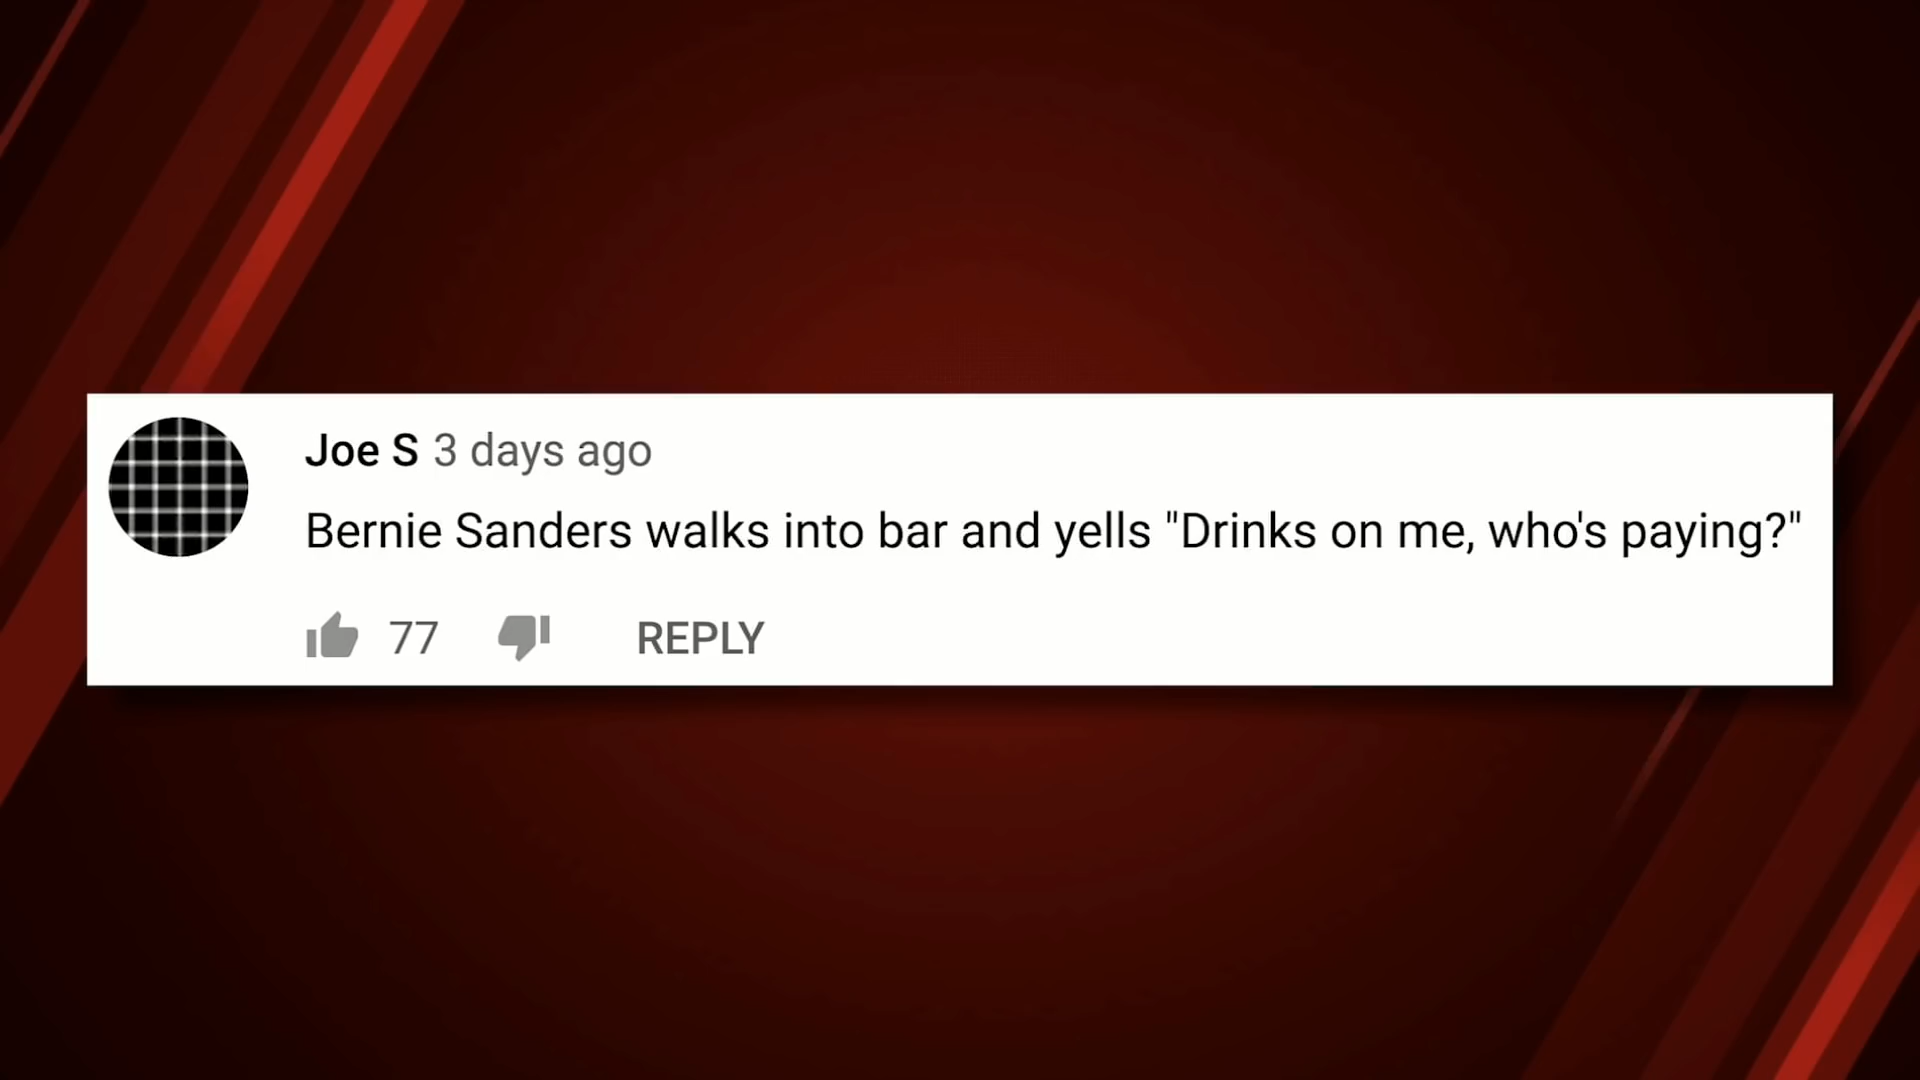 Joe S 3 days ago
Bernie Sanders walks into bar and yells "Drinks on me, who's paying?"
77 REPLY